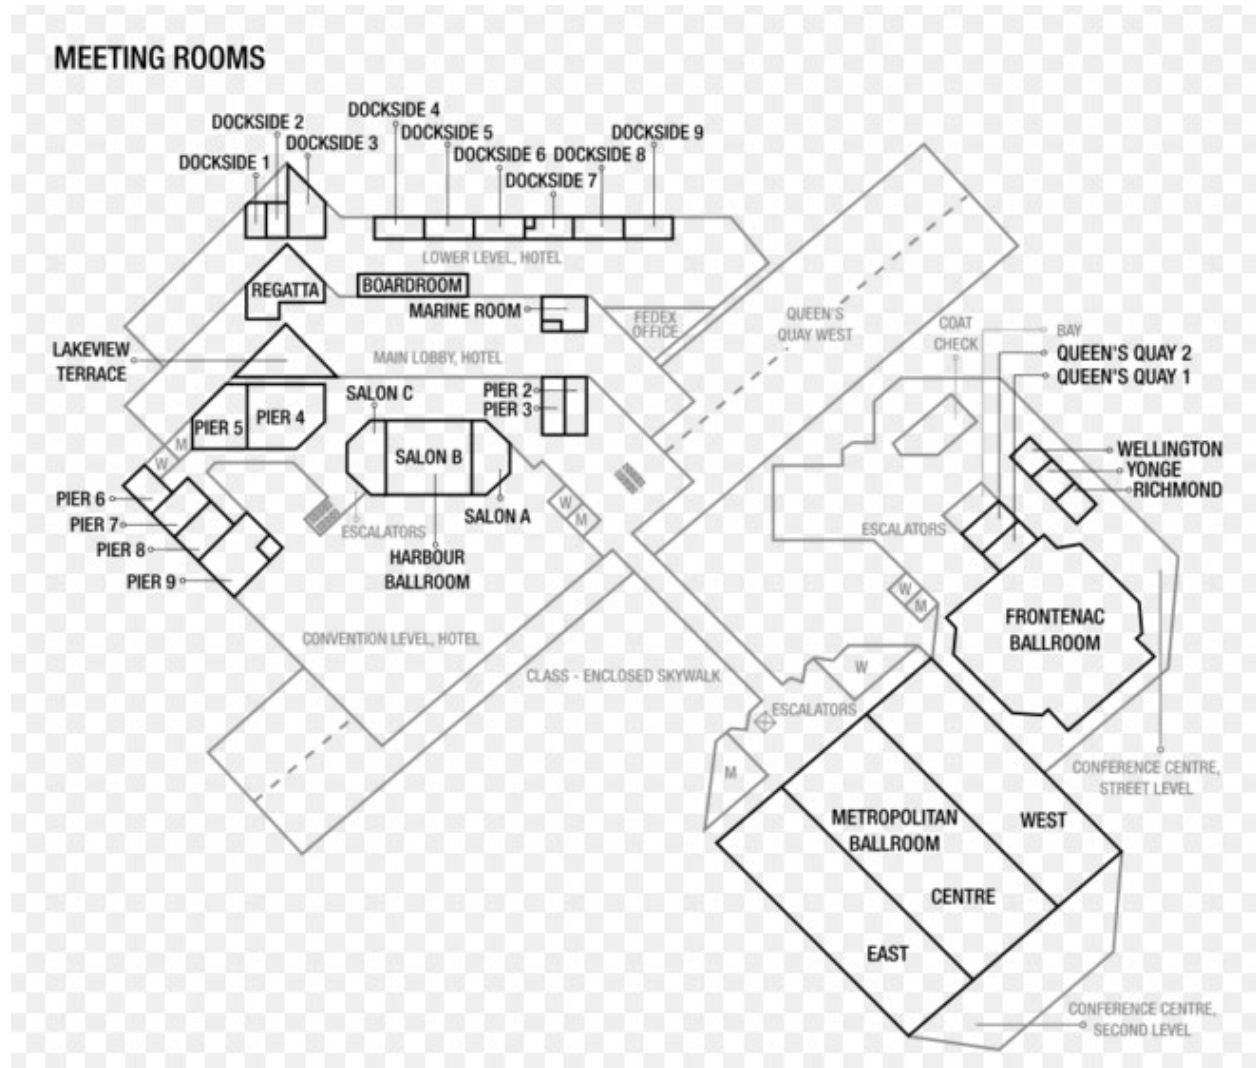 MEETING ROOMS
DOCKSIDE 4
DOCKSIDE 2
DOCKSIDE 5
DOCKSIDE 9
DOCKSIDE 3
DOCKSIDE 6
DOCKSIDE 8
DOCKSIDE 1
DOCKSIDE 7
LOWER LEVEL, HOTEL
REGATTA
BOARDROOM
MARINE ROOM
FEDEX
OFFICE
QUEEN'S
QUAY WEST
COAT
CHECK
BAY
QUEEN'S QUAY 2
QUEEN'S QUAY 1
LAKEVIEW
TERRACE
MAIN LOBBY, HOTEL
SALON C
PIER 2
PIER 3
PIER 5
PIER 4
M
W
SALON B
WELLINGTON
YONGE
RICHMOND
PIER 6
PIER 7
PIER 8
PIER 9
ESCALATORS
SALON A
W
M
HARBOUR
BALLROOM
ESCALATORS
W
M
FRONTENAC
BALLROOM
CONVENTION LEVEL, HOTEL
CLASS - ENCLOSED SKYWALK
W
ESCALATORS
M
CONFERENCE CENTRE,
STREET LEVEL
METROPOLITAN
BALLROOM
WEST
CENTRE
EAST
CONFERENCE CENTRE,
SECOND LEVEL